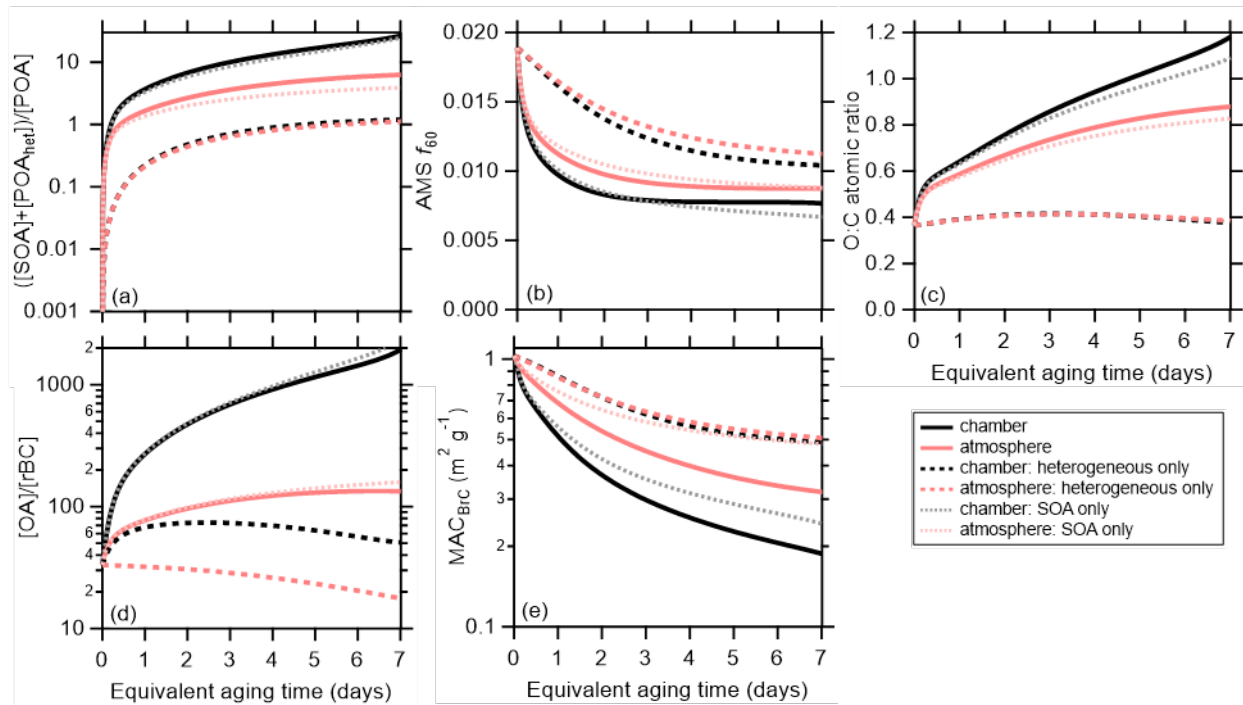 ([SOA]+[POAhet])/[POA]
10
1
0.1
0.01
0.001
(a)
AMS f60
0.020
0.015
0.010
0.005
0.000
(b)
O:C atomic ratio
1.2
1.0
0.8
0.6
0.4
0.2
0.0
(c)
0 1 2 3 4 5 6 7
Equivalent aging time (days)
[OA]/[rBC]
2
1000
6
4
2
100
6
4
2
10
(d)
0 1 2 3 4 5 6 7
Equivalent aging time (days)
MACBrC (m2 g-1)
1
7
6
5
4
3
2
0.1
(e)
0 1 2 3 4 5 6 7
Equivalent aging time (days)
chamber
atmosphere
chamber: heterogeneous only
atmosphere: heterogeneous only
chamber: SOA only
atmosphere: SOA only